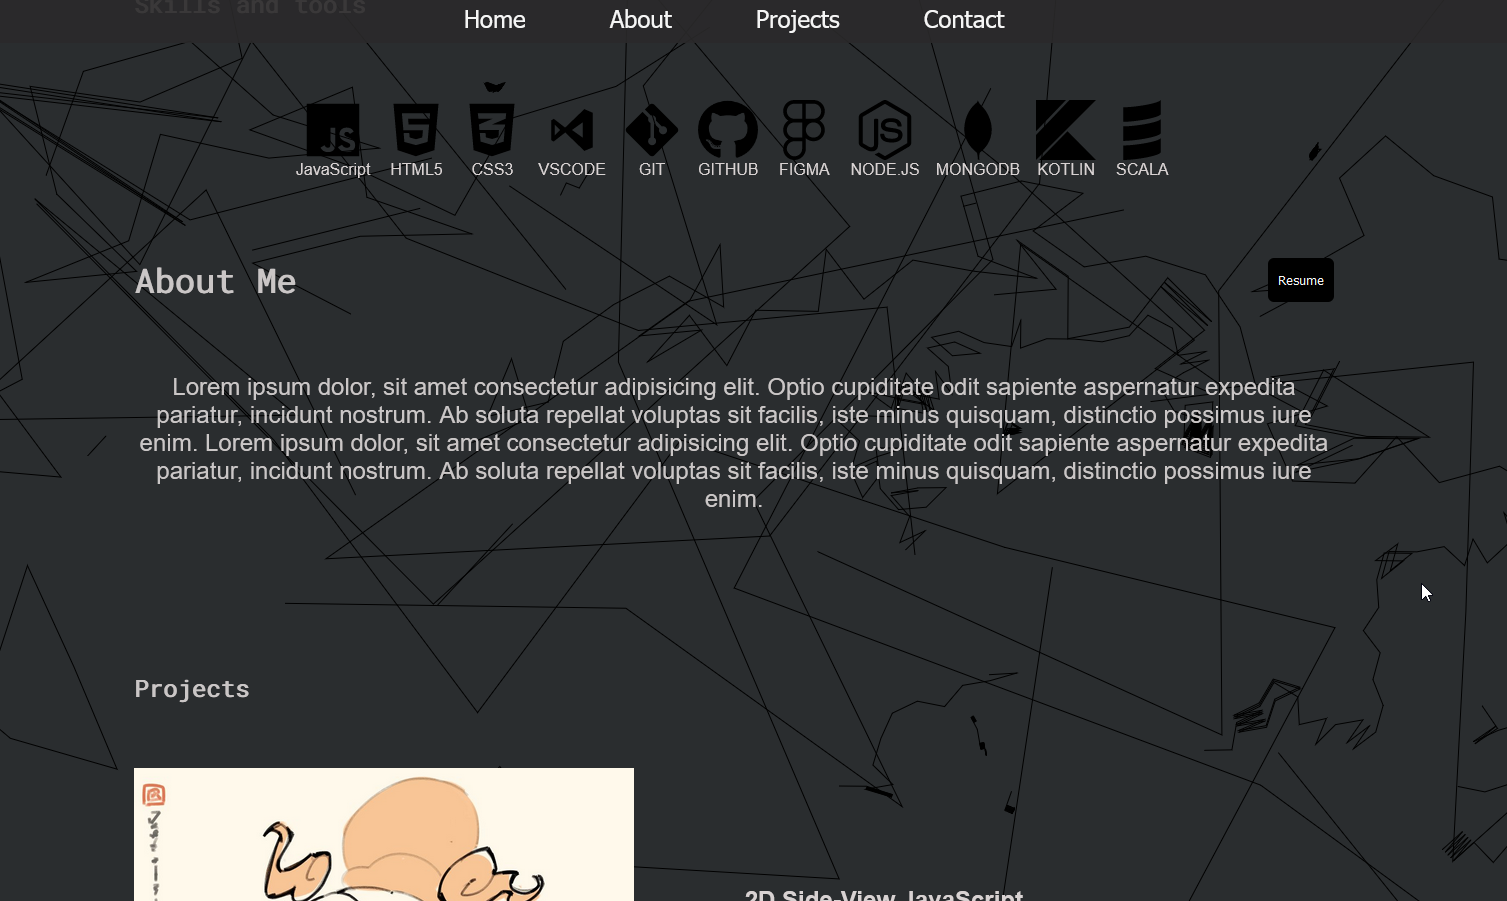 Skills and tools
Home About Projects Contact
JS
JavaScript HTML5 CSS3 VSCODE GIT GITHUB FIGMA NODE.JS MONGODB KOTLIN SCALA
About Me
Resume
Lorem ipsum dolor, sit amet consectetur adipisicing elit. Optio cupiditate odit sapiente aspernatur expedita
pariatur, incidunt nostrum. Ab soluta repellat voluptas sit facilis, iste minus quisquam, distinctio possimus iure
enim. Lorem ipsum dolor, sit amet consectetur adipisicing elit. Optio cupiditate odit sapiente aspernatur expedita
pariatur, incidunt nostrum. Ab soluta repellat voluptas sit facilis, iste minus quisquam, distinctio possimus iure
enim.
Projects
2D Side-View JavaScript